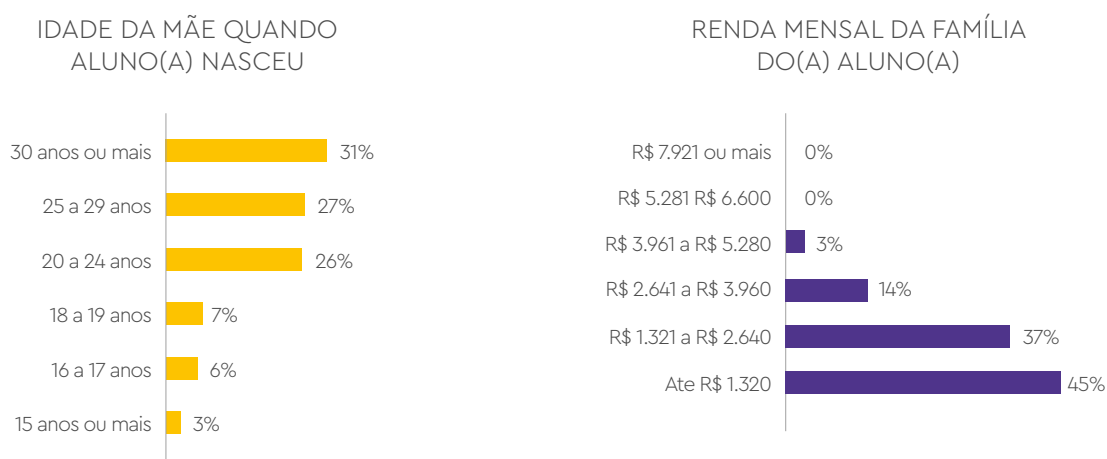 IDADE DA MÃE QUANDO
ALUNO(A) NASCEU
30 anos ou mais 31%
25 a 29 anos 27%
20 a 24 anos 26%
18 a 19 anos 7%
16 a 17 anos 6%
15 anos ou mais 3%
RENDA MENSAL DA FAMÍLIA
DO(A) ALUNO(A)
R$ 7.921 ou mais 0%
R$ 5.281 R$ 6.600 0%
R$ 3.961 a R$ 5.280 3%
R$ 2.641 a R$ 3.960 14%
R$ 1.321 a R$ 2.640 37%
Ate R$ 1.320 45%